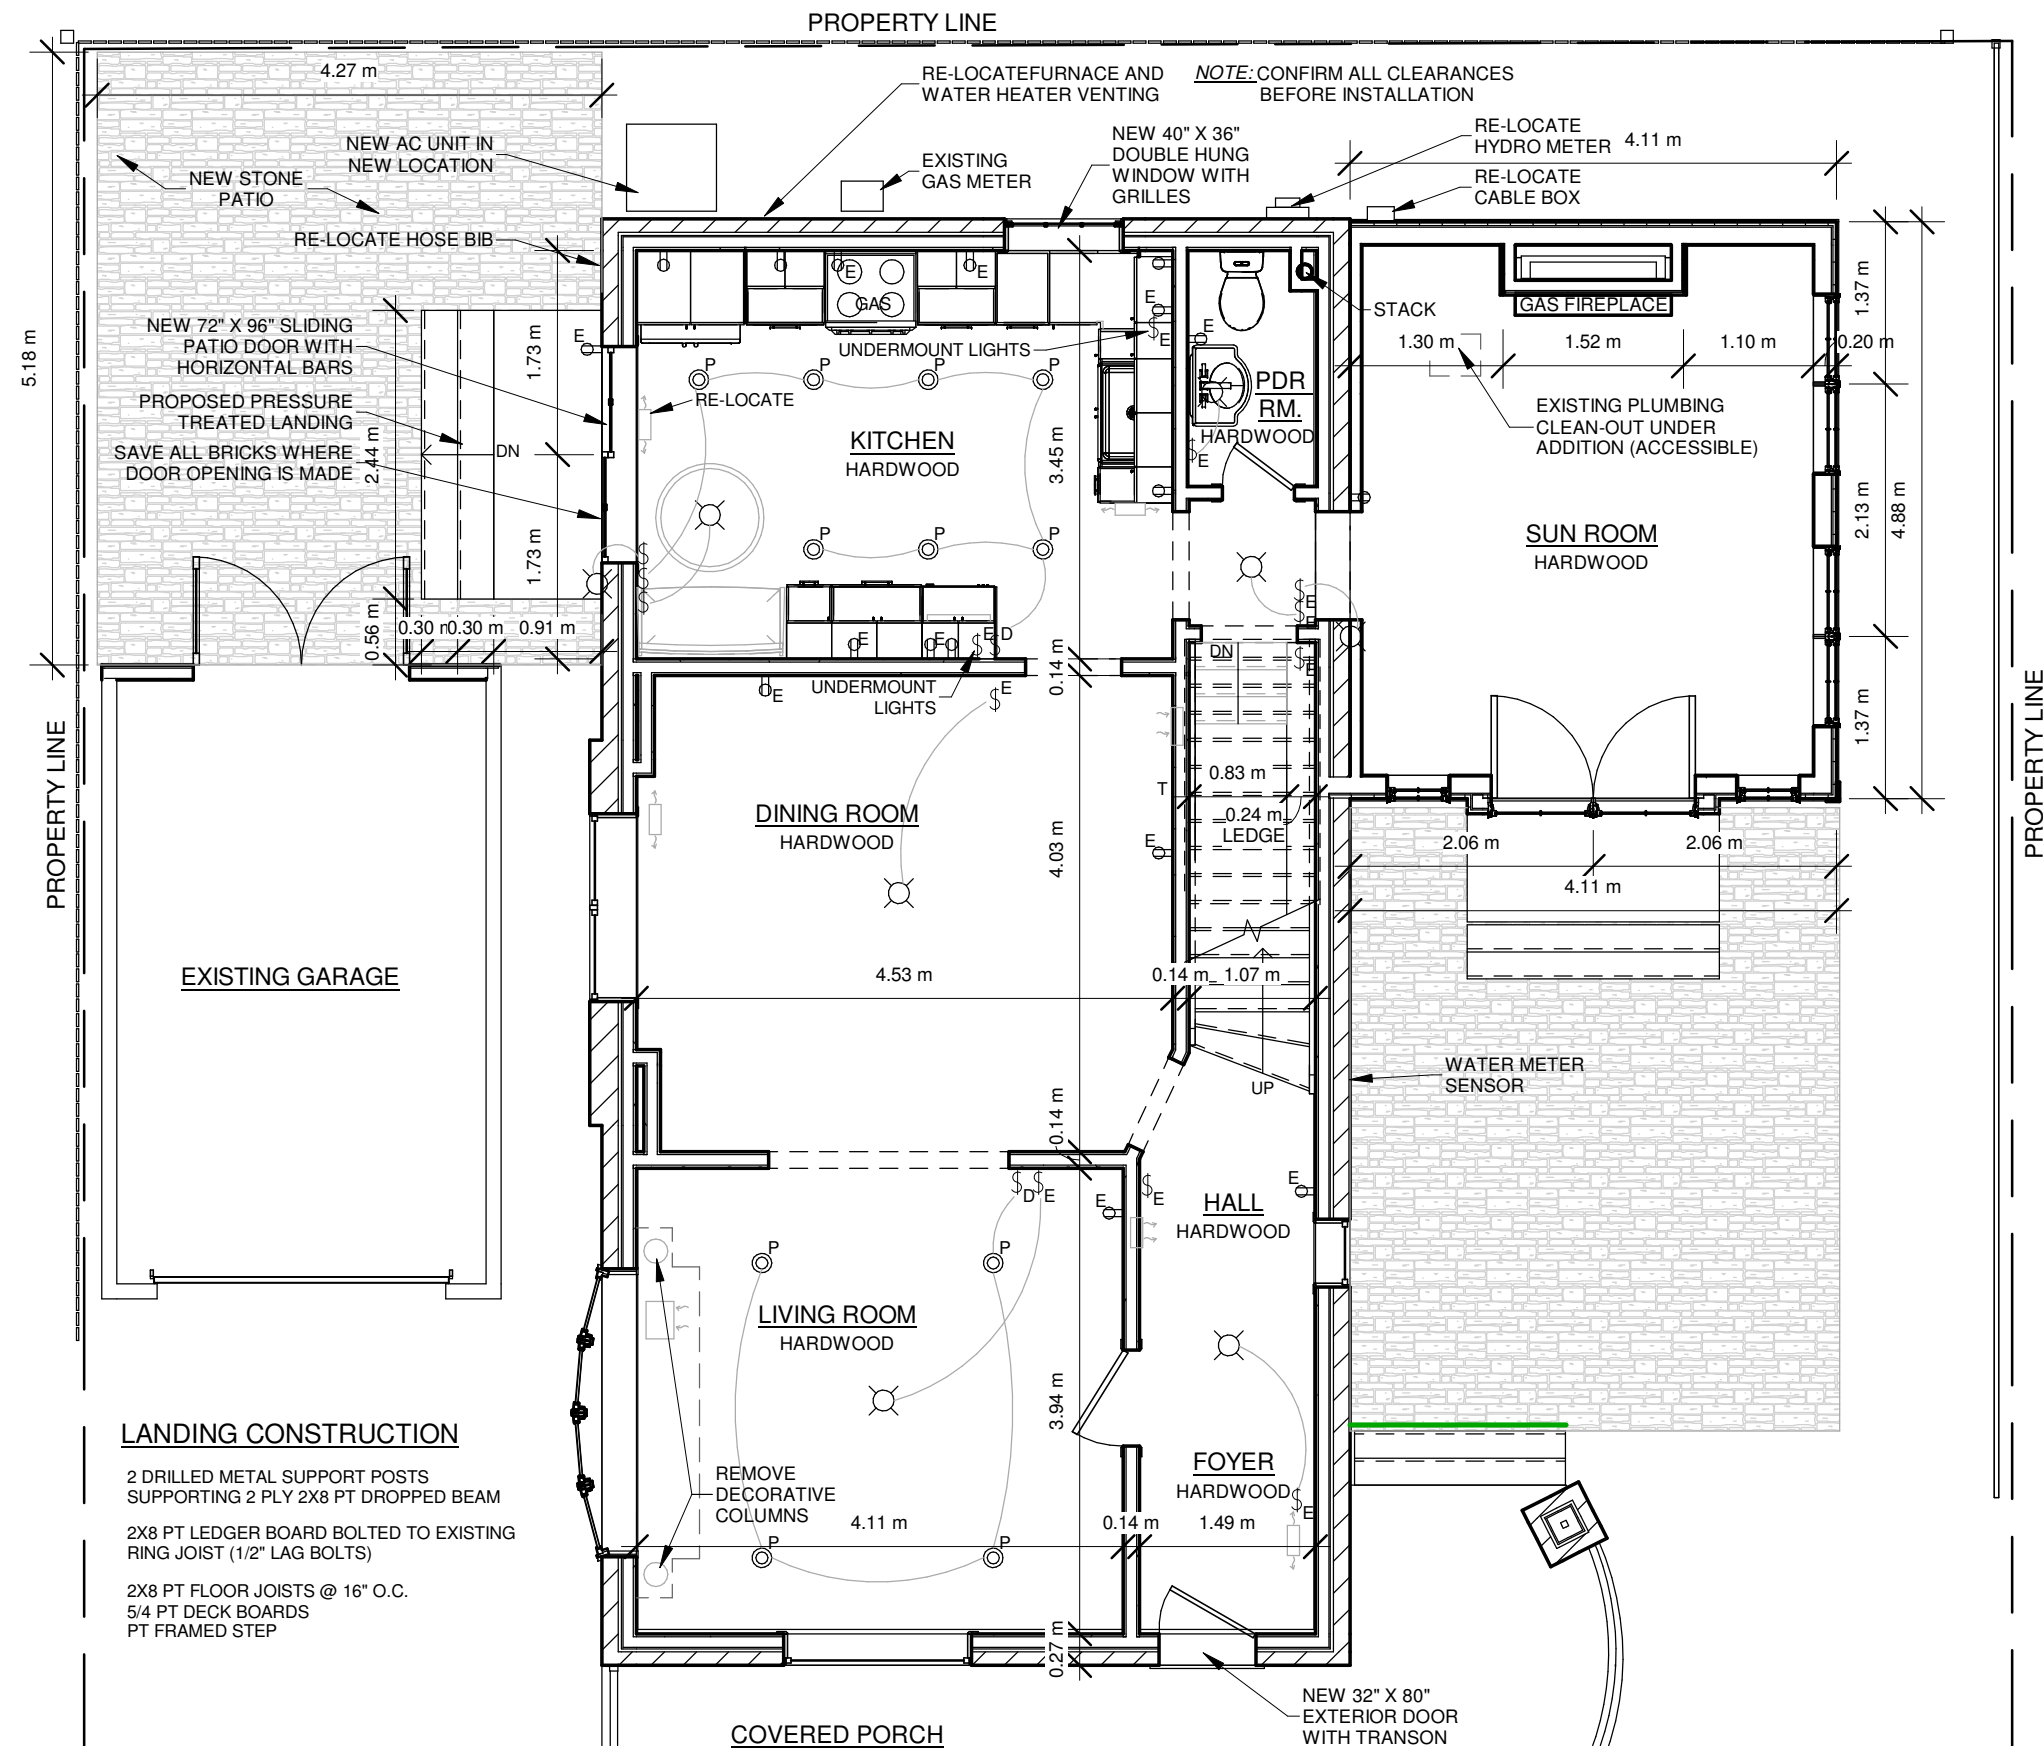 PROPERTY LINE
4.27 m
RE-LOCATEFURNACE AND
WATER HEATER VENTING
NOTE: CONFIRM ALL CLEARANCES
BEFORE INSTALLATION
NEW AC UNIT IN
NEW LOCATION
NEW STONE
PATIO
EXISTING
GAS METER
NEW 40" X 36"
DOUBLE HUNG
WINDOW WITH
GRILLES
RE-LOCATE
HYDRO METER
4.11 m
RE-LOCATE
CABLE BOX
RE-LOCATE HOSE BIB
E
E
GAS
E
E
E
STACK
GAS FIREPLACE
1.37 m
5.18 m
NEW 72" X 96" SLIDING
PATIO DOOR WITH
HORIZONTAL BARS
E
1.73 m
UNDERMOUNT LIGHTS
1.30 m
1.52 m
1.10 m
0.20 m
P
P
P
P
PROPOSED PRESSURE
TREATED LANDING
RE-LOCATE
PDR
RM.
HARDWOOD
E
EXISTING PLUMBING
CLEAN-OUT UNDER
ADDITION (ACCESSIBLE)
SAVE ALL BRICKS WHERE
DOOR OPENING IS MADE
2.44 m
DN
KITCHEN
HARDWOOD
3.45 m
2.13 m
4.88 m
SUN ROOM
HARDWOOD
1.73 m
P
P
P
E
E
0.56 m
0.30 m
0.30 m
0.91 m
E
E
E-D
DN
E
0.14 m
UNDERMOUNT
LIGHTS
E
E
1.37 m
PROPERTY LINE
PROPERTY LINE
0.83 m
T
0.24 m
LEDGE
DINING ROOM
HARDWOOD
4.03 m
E
2.06 m
2.06 m
4.11 m
EXISTING GARAGE
4.53 m
0.14 m
1.07 m
WATER METER
SENSOR
UP
0.14 m
D
E
E
E
E
HALL
HARDWOOD
P
P
LIVING ROOM
HARDWOOD
3.94 m
LANDING CONSTRUCTION
2 DRILLED METAL SUPPORT POSTS
SUPPORTING 2 PLY 2X8 PT DROPPED BEAM
2X8 PT LEDGER BOARD BOLTED TO EXISTING
RING JOIST (1/2" LAG BOLTS)
2X8 PT FLOOR JOISTS @ 16" O.C.
5/4 PT DECK BOARDS
PT FRAMED STEP
REMOVE
DECORATIVE
COLUMNS
FOYER
HARDWOOD
E
4.11 m
0.14 m
1.49 m
P
P
0.27 m
NEW 32" X 80"
EXTERIOR DOOR
WITH TRANSON
COVERED PORCH